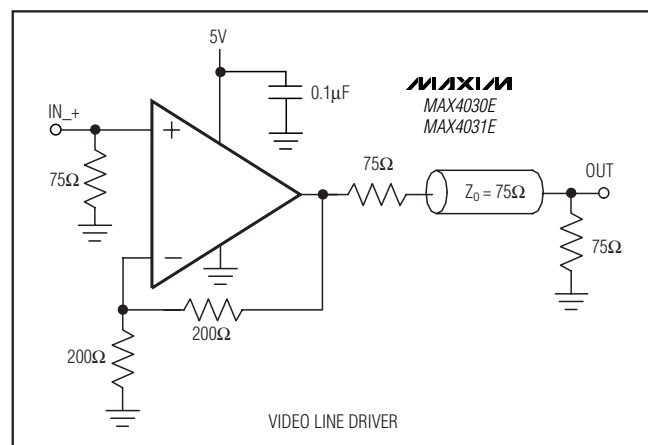 5V
0.1µF
MAXIM
MAX4030E
MAX4031E
IN_+
+
75Ω
75Ω
Z0 = 75Ω
OUT
75Ω
−
200Ω
200Ω
VIDEO LINE DRIVER